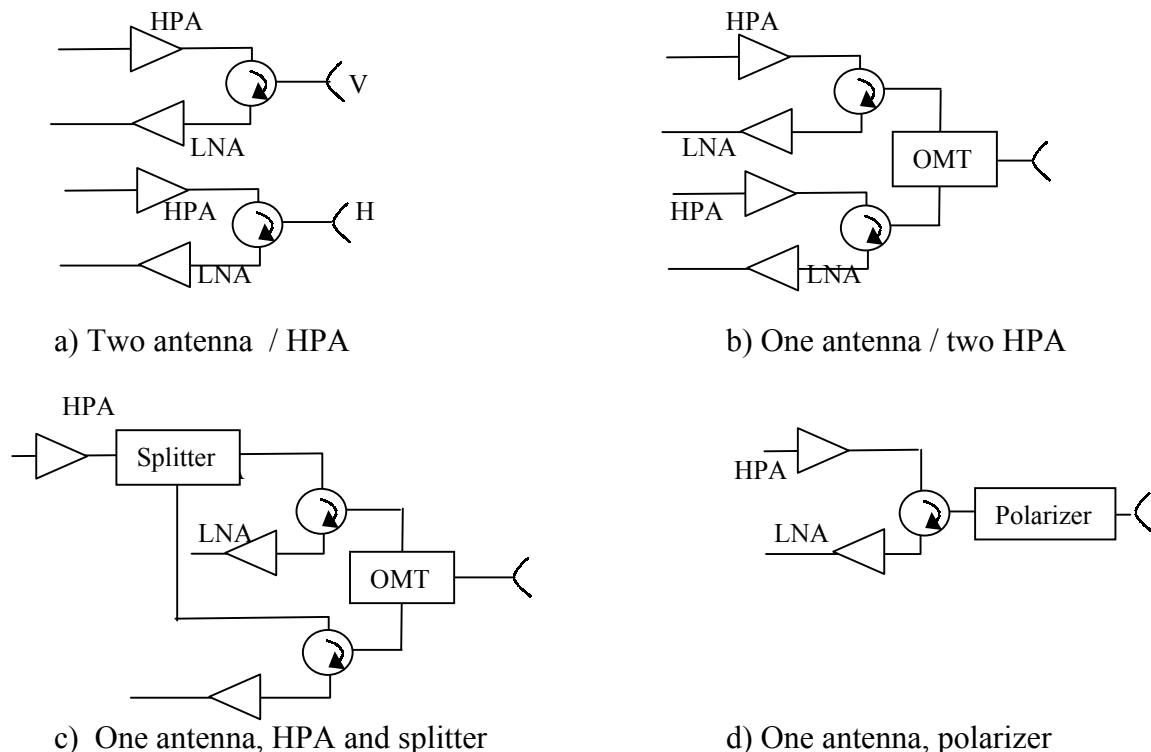 HPA
V
LNA
HPA
H
LNA
a) Two antenna / HPA
HPA
LNA
OMT
HPA
LNA
b) One antenna / two HPA
HPA
Splitter
LNA
OMT
c) One antenna, HPA and splitter
HPA
LNA
Polarizer
d) One antenna, polarizer